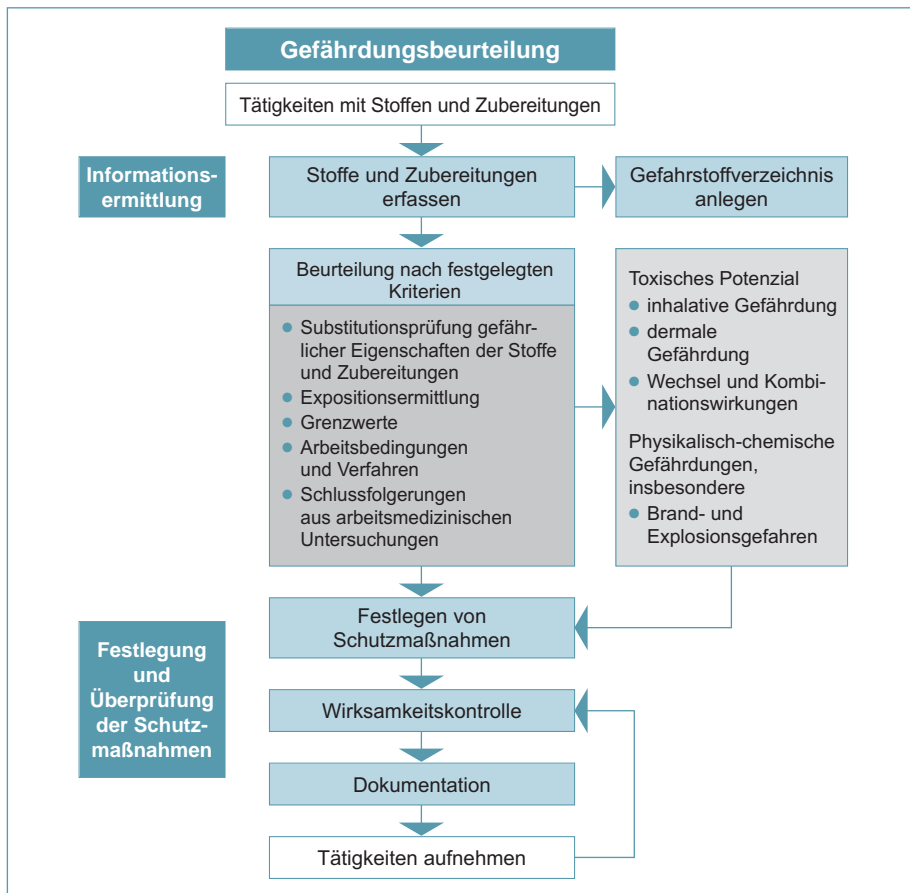 Gefährdungsbeurteilung
Tätigkeiten mit Stoffen und Zubereitungen
Informations-
ermittlung
Stoffe und Zubereitungen
erfassen
Gefahrstoffverzeichnis
anlegen
Beurteilung nach festgelegten
Kriterien
● Substitutionsprüfung gefähr-
licher Eigenschaften der Stoffe
und Zubereitungen
● Expositionsermittlung
● Grenzwerte
● Arbeitsbedingungen
und Verfahren
● Schlussfolgerungen
aus arbeitsmedizinischen
Untersuchungen
Toxisches Potenzial
● inhalative Gefährdung
● dermale
Gefährdung
● Wechsel und Kombi-
nationswirkungen
Physikalisch-chemische
Gefährdungen,
insbesondere
● Brand- und
Explosionsgefahren
Festlegung
und
Überprüfung
der Schutz-
maßnahmen
Festlegen von
Schutzmaßnahmen
Wirksamkeitskontrolle
Dokumentation
Tätigkeiten aufnehmen